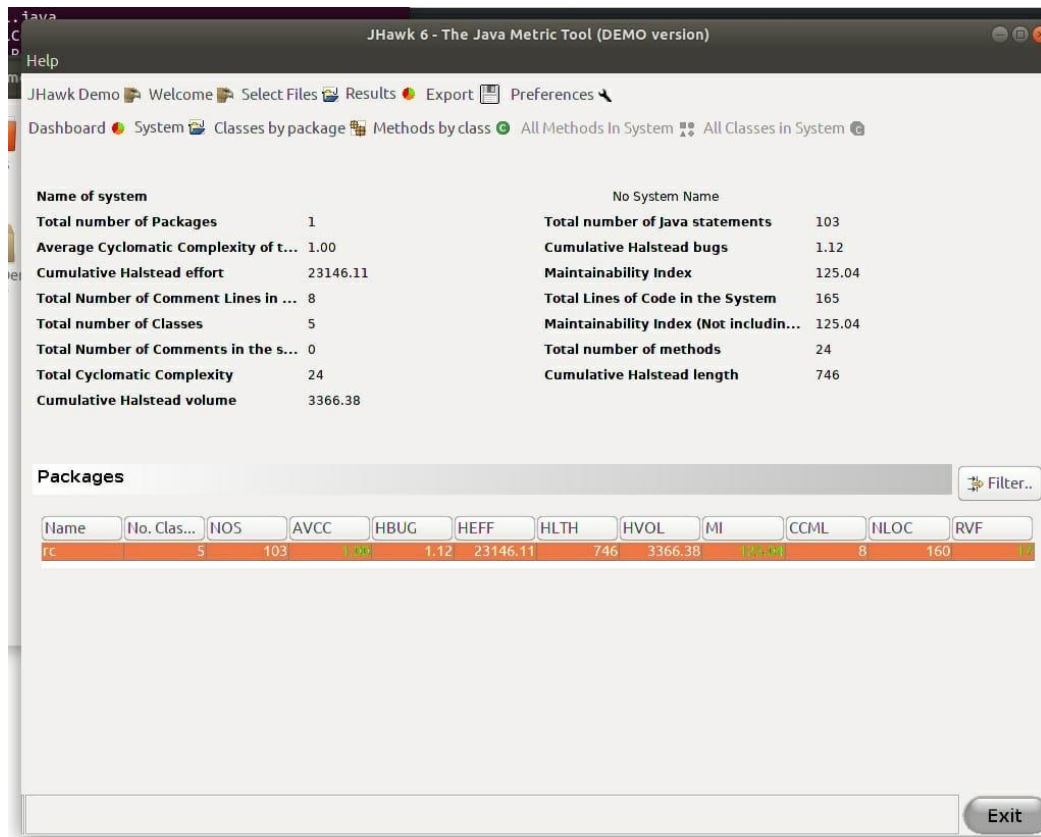 .java
JHawk 6 - The Java Metric Tool (DEMO version)
Help
JHawk Demo Welcome Select Files Results Export Preferences
Dashboard System Classes by package Methods by class All Methods In System All Classes in System
Name of system No System Name
Total number of Packages 1 Total number of Java statements 103
Average Cyclomatic Complexity of t... 1.00 Cumulative Halstead bugs 1.12
Cumulative Halstead effort 23146.11 Maintainability Index 125.04
Total Number of Comment Lines in ... 8 Total Lines of Code in the System 165
Total number of Classes 5 Maintainability Index (Not includin... 125.04
Total Number of Comments in the s... 0 Total number of methods 24
Total Cyclomatic Complexity 24 Cumulative Halstead length 746
Cumulative Halstead volume 3366.38
Packages
Filter..
Name No. Clas... NOS AVCC HBUG HEFF HLTH HVOL MI CCML NLOC RVF
rc 5 103 1.00 1.12 23146.11 746 3366.38 125.04 8 160
Exit